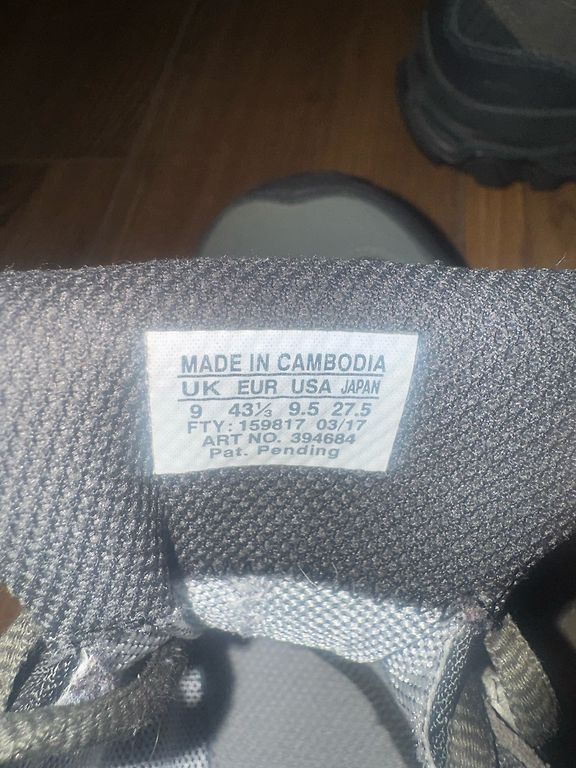 MADE IN CAMBODIA
UK EUR USA JAPAN
9 43⅓ 9.5 27.5
FTY: 159817 03/17
ART NO. 394684
Pat. Pending